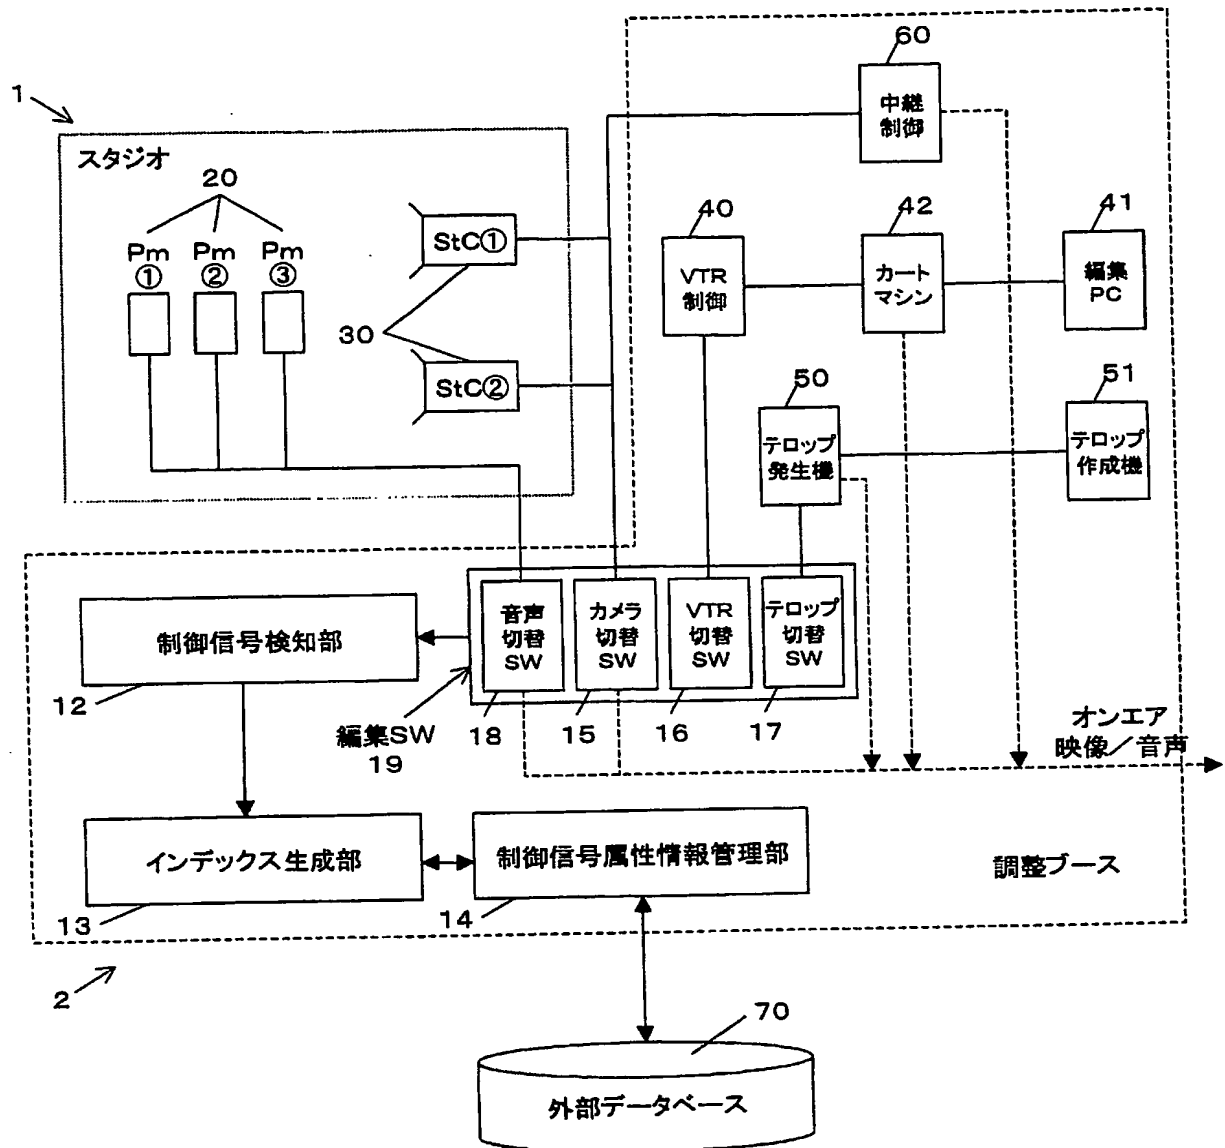 1
スタジオ
20
Pm
①
Pm
②
Pm
③
StC①
30
StC②
60
中継
制御
40
VTR
制御
42
カート
マシン
41
編集
PC
50
テロップ
発生機
51
テロップ
作成機
音声
切替
SW
カメラ
切替
SW
VTR
切替
SW
テロップ
切替
SW
制御信号検知部
12
編集SW
19
18
15
16
17
オンエア
映像/音声
インデックス生成部
13
制御信号属性情報管理部
14
調整ブース
2
70
外部データベース